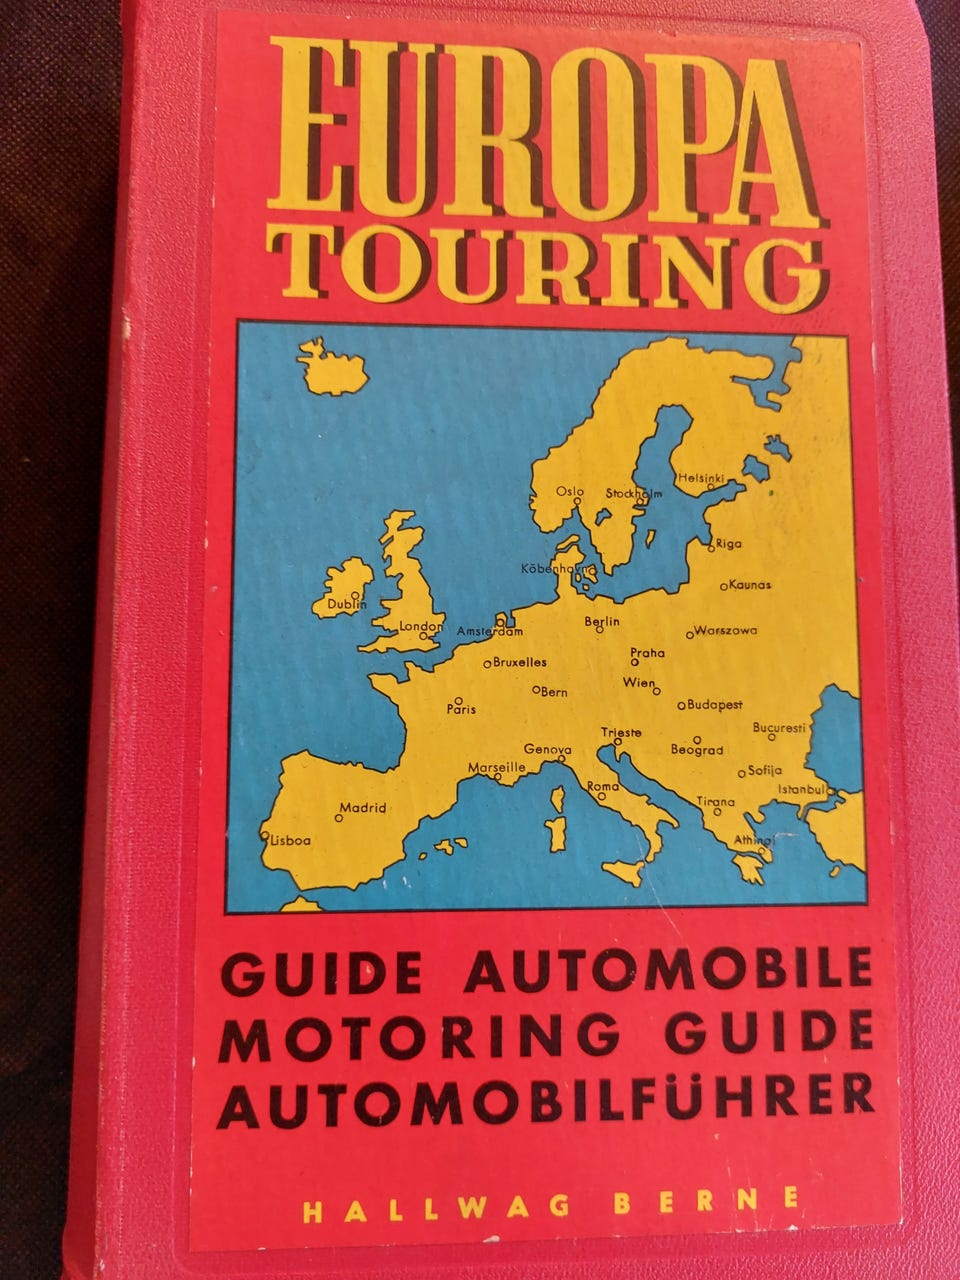 EUROPA
TOURING
Oslo
Stockholm
Helsinki
Riga
Köbenhavn
Kaunas
Dublin
London
Amsterdam
Berlin
Warszawa
Bruxelles
Praha
Bern
Wien
Paris
Budapest
Trieste
Bucuresti
Genova
Beograd
Marseille
Sofija
Roma
Istanbul
Madrid
Tirana
Lisboa
Athinai
GUIDE AUTOMOBILE
MOTORING GUIDE
AUTOMOBILFÜHRER
HALLWAG BERNE